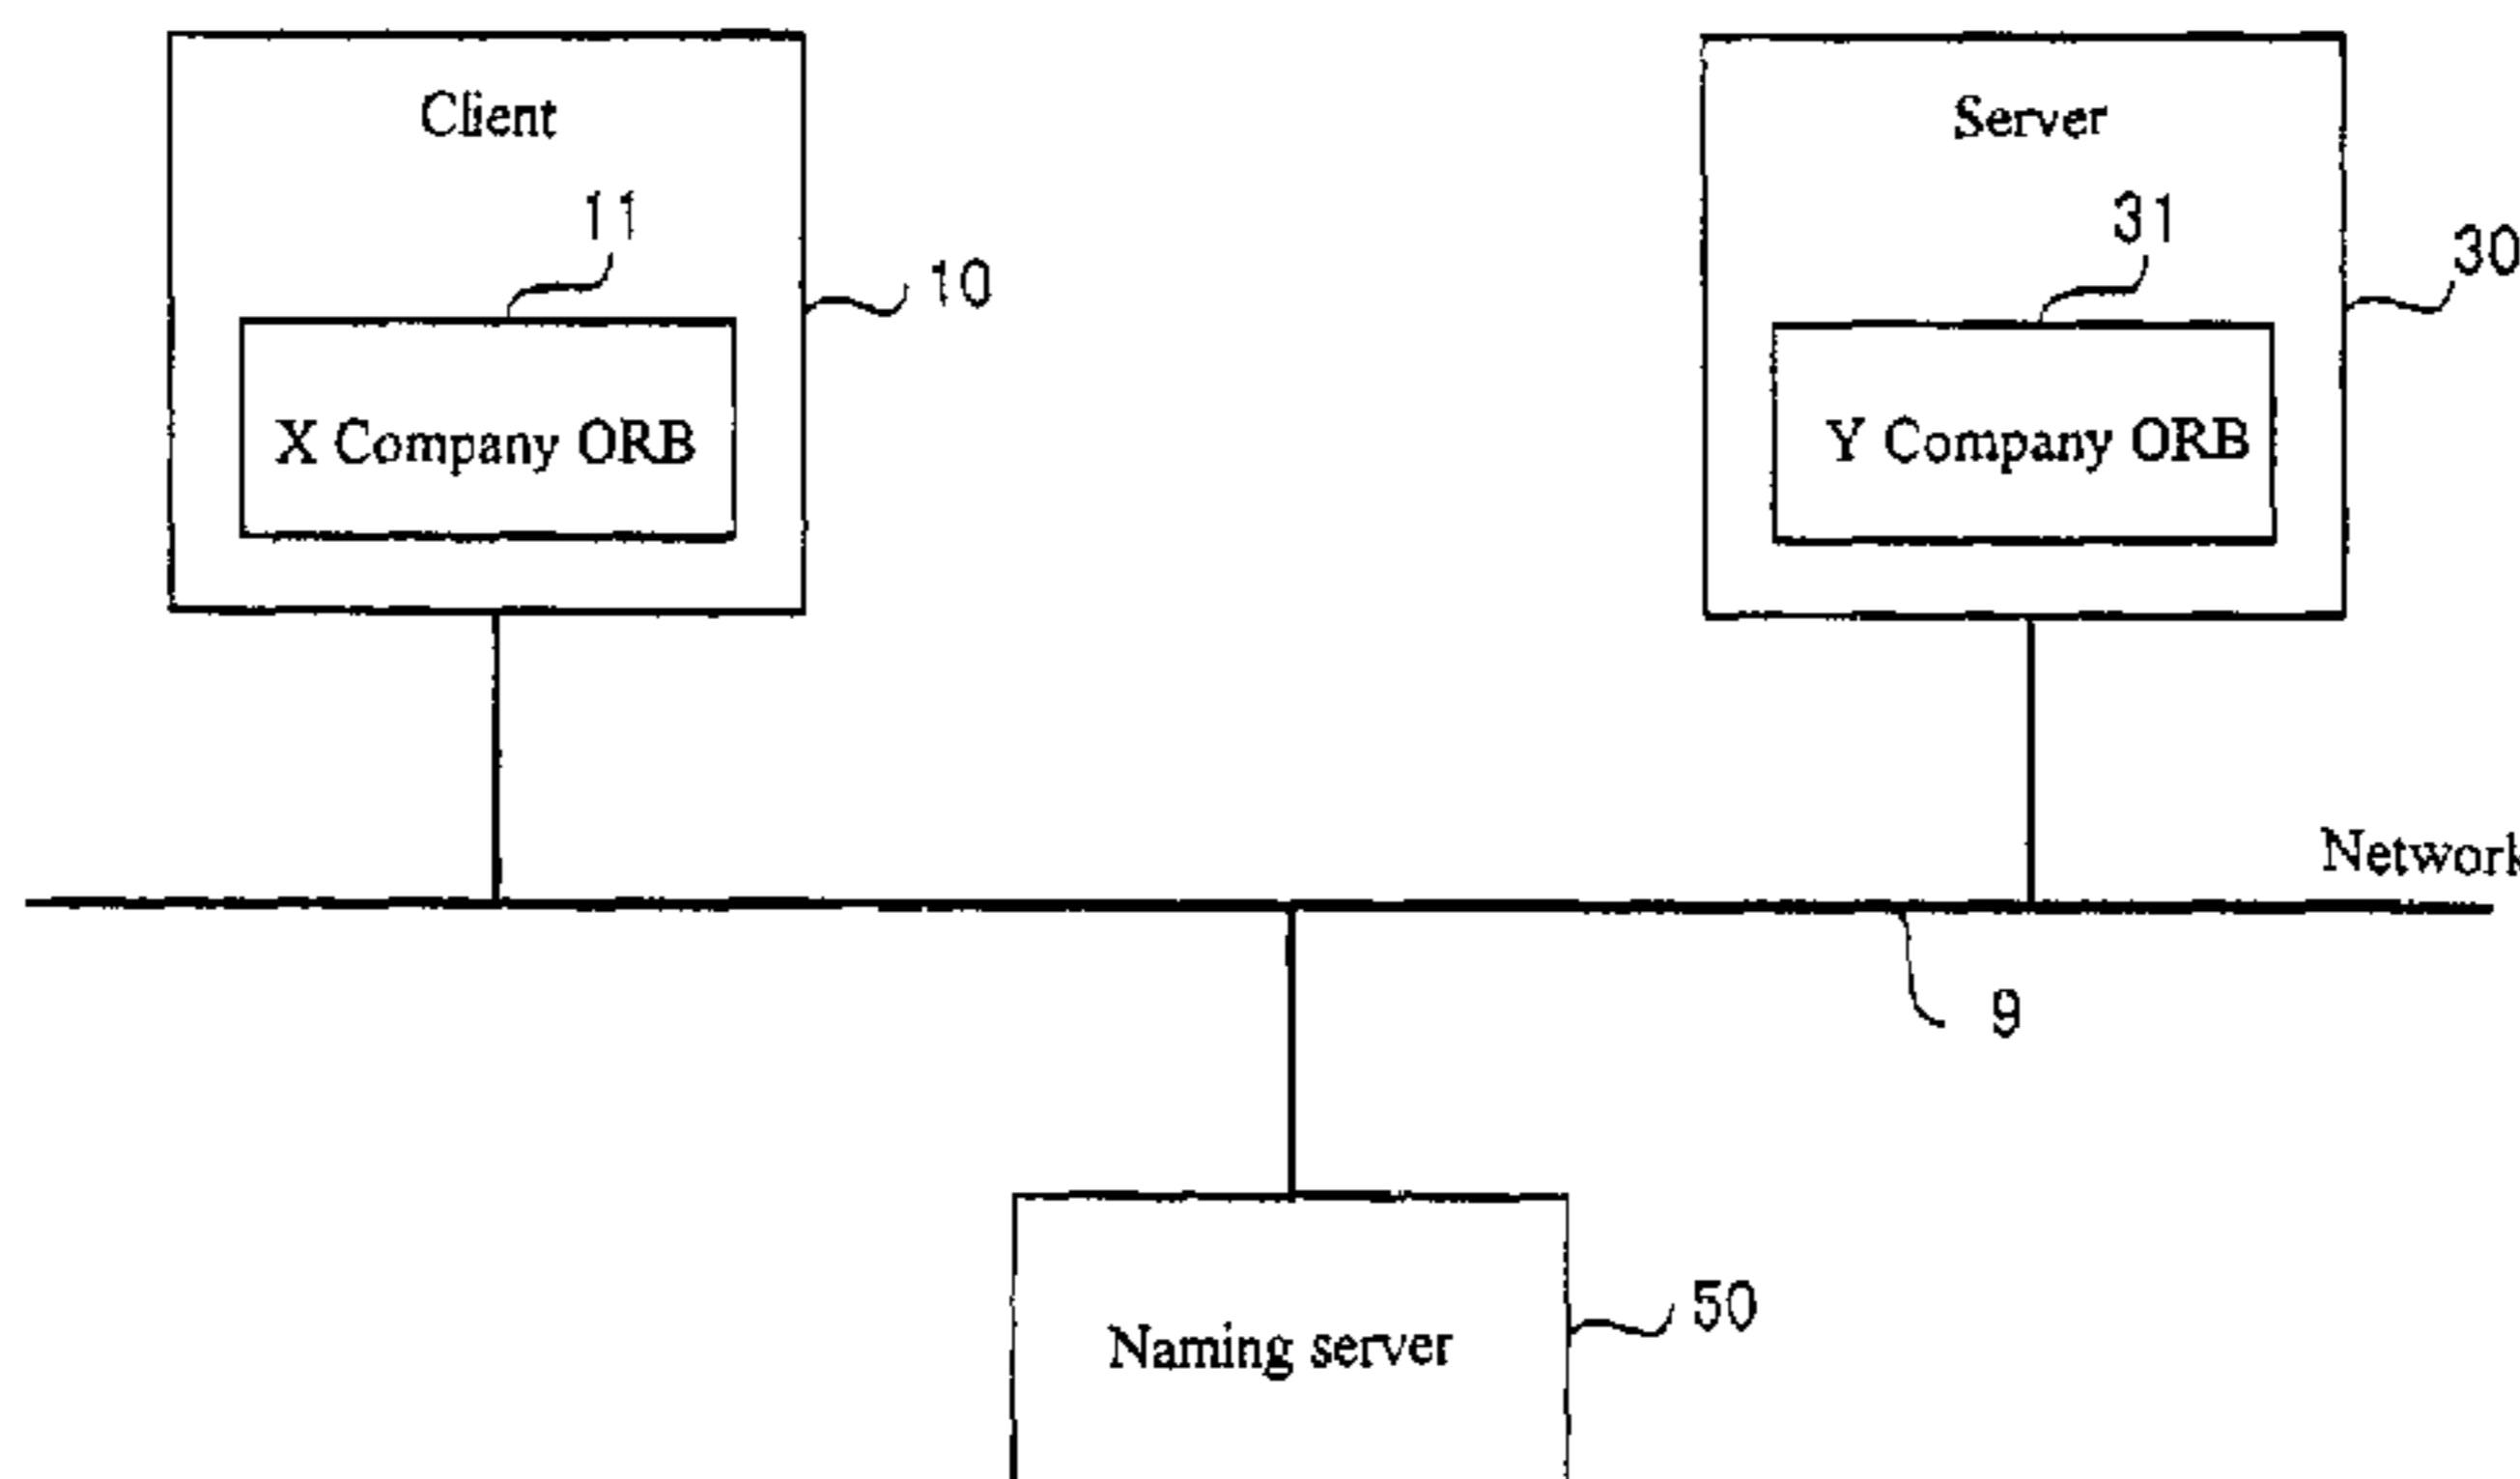 Client
Server
11
31
10
30
X Company ORB
Y Company ORB
Network
9
Naming server
50